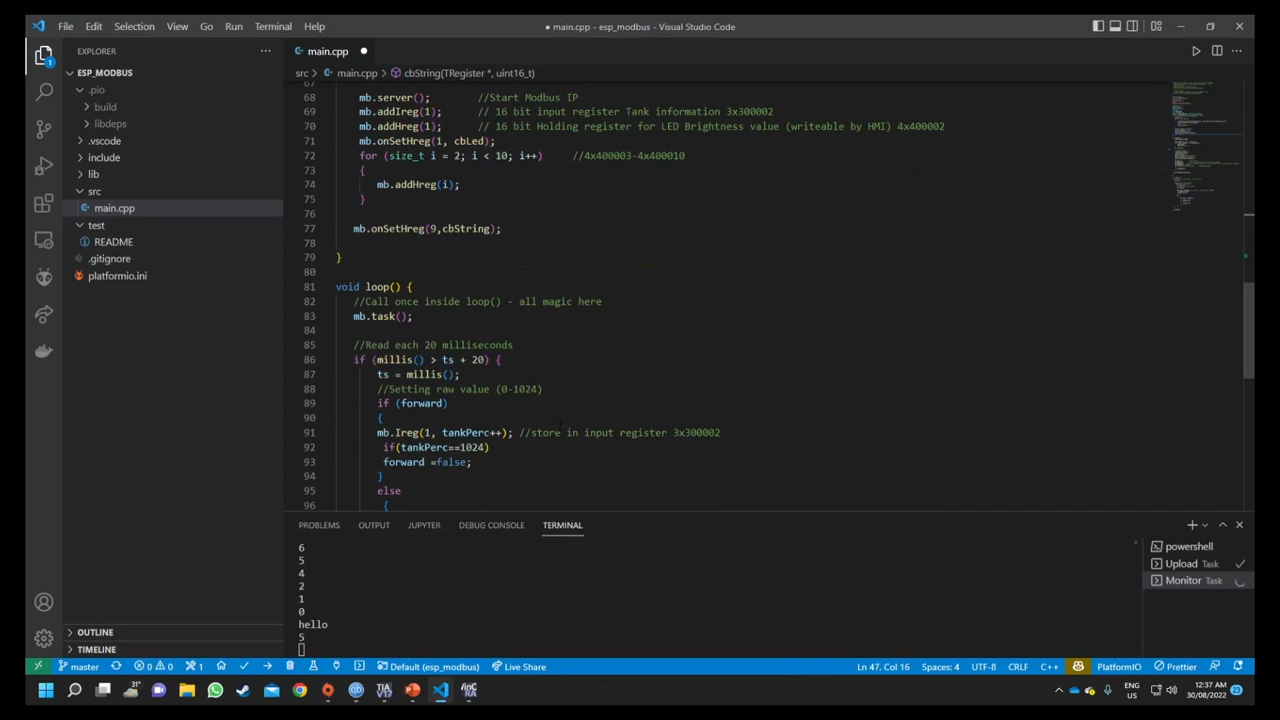 File Edit Selection View Go Run Terminal Help
● main.cpp - esp_modbus - Visual Studio Code
EXPLORER
main.cpp
ESP_MODBUS
src > main.cpp > cbString(TRegister *, uint16_t)
.pio
build
libdeps
.vscode
include
lib
src
main.cpp
test
README
.gitignore
platformio.ini
68 mb.server(); //Start Modbus IP
69 mb.addIreg(1); // 16 bit input register Tank information 3x300002
70 mb.addHreg(1); // 16 bit Holding register for LED Brightness value (writeable by HMI) 4x400002
71 mb.onSetHreg(1, cbLed);
72 for (size_t i = 2; i < 10; i++) //4x400003-4x400010
73 {
74 mb.addHreg(i);
75 }
76
77 mb.onSetHreg(9,cbString);
78
79 }
80
81 void loop() {
82 //Call once inside loop() - all magic here
83 mb.task();
84
85 //Read each 20 milliseconds
86 if (millis() > ts + 20) {
87 ts = millis();
88 //Setting raw value (0-1024)
89 if (forward)
90 {
91 mb.Ireg(1, tankPerc++); //store in input register 3x300002
92 if(tankPerc==1024)
93 forward =false;
94 }
95 else
96 {
PROBLEMS OUTPUT JUPYTER DEBUG CONSOLE TERMINAL
6
5
4
2
1
0
hello
5
powershell
Upload Task
Monitor Task
OUTLINE
TIMELINE
master 0 0 1 Default (esp_modbus) Live Share Ln 47, Col 16 Spaces: 4 UTF-8 CRLF C++ PlatformIO Prettier
31°
ENG
US
12:37 AM
30/08/2022
23